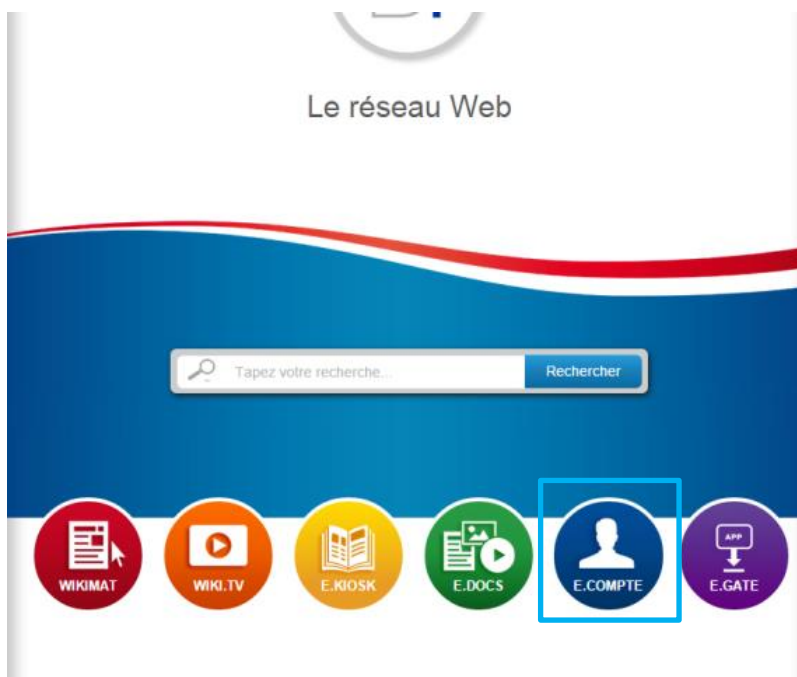 Le réseau Web
Tapez votre recherche...
Rechercher
WIKIMAT
WIKI.TV
E.KIOSK
E.DOCS
E.COMPTE
APP
E.GATE